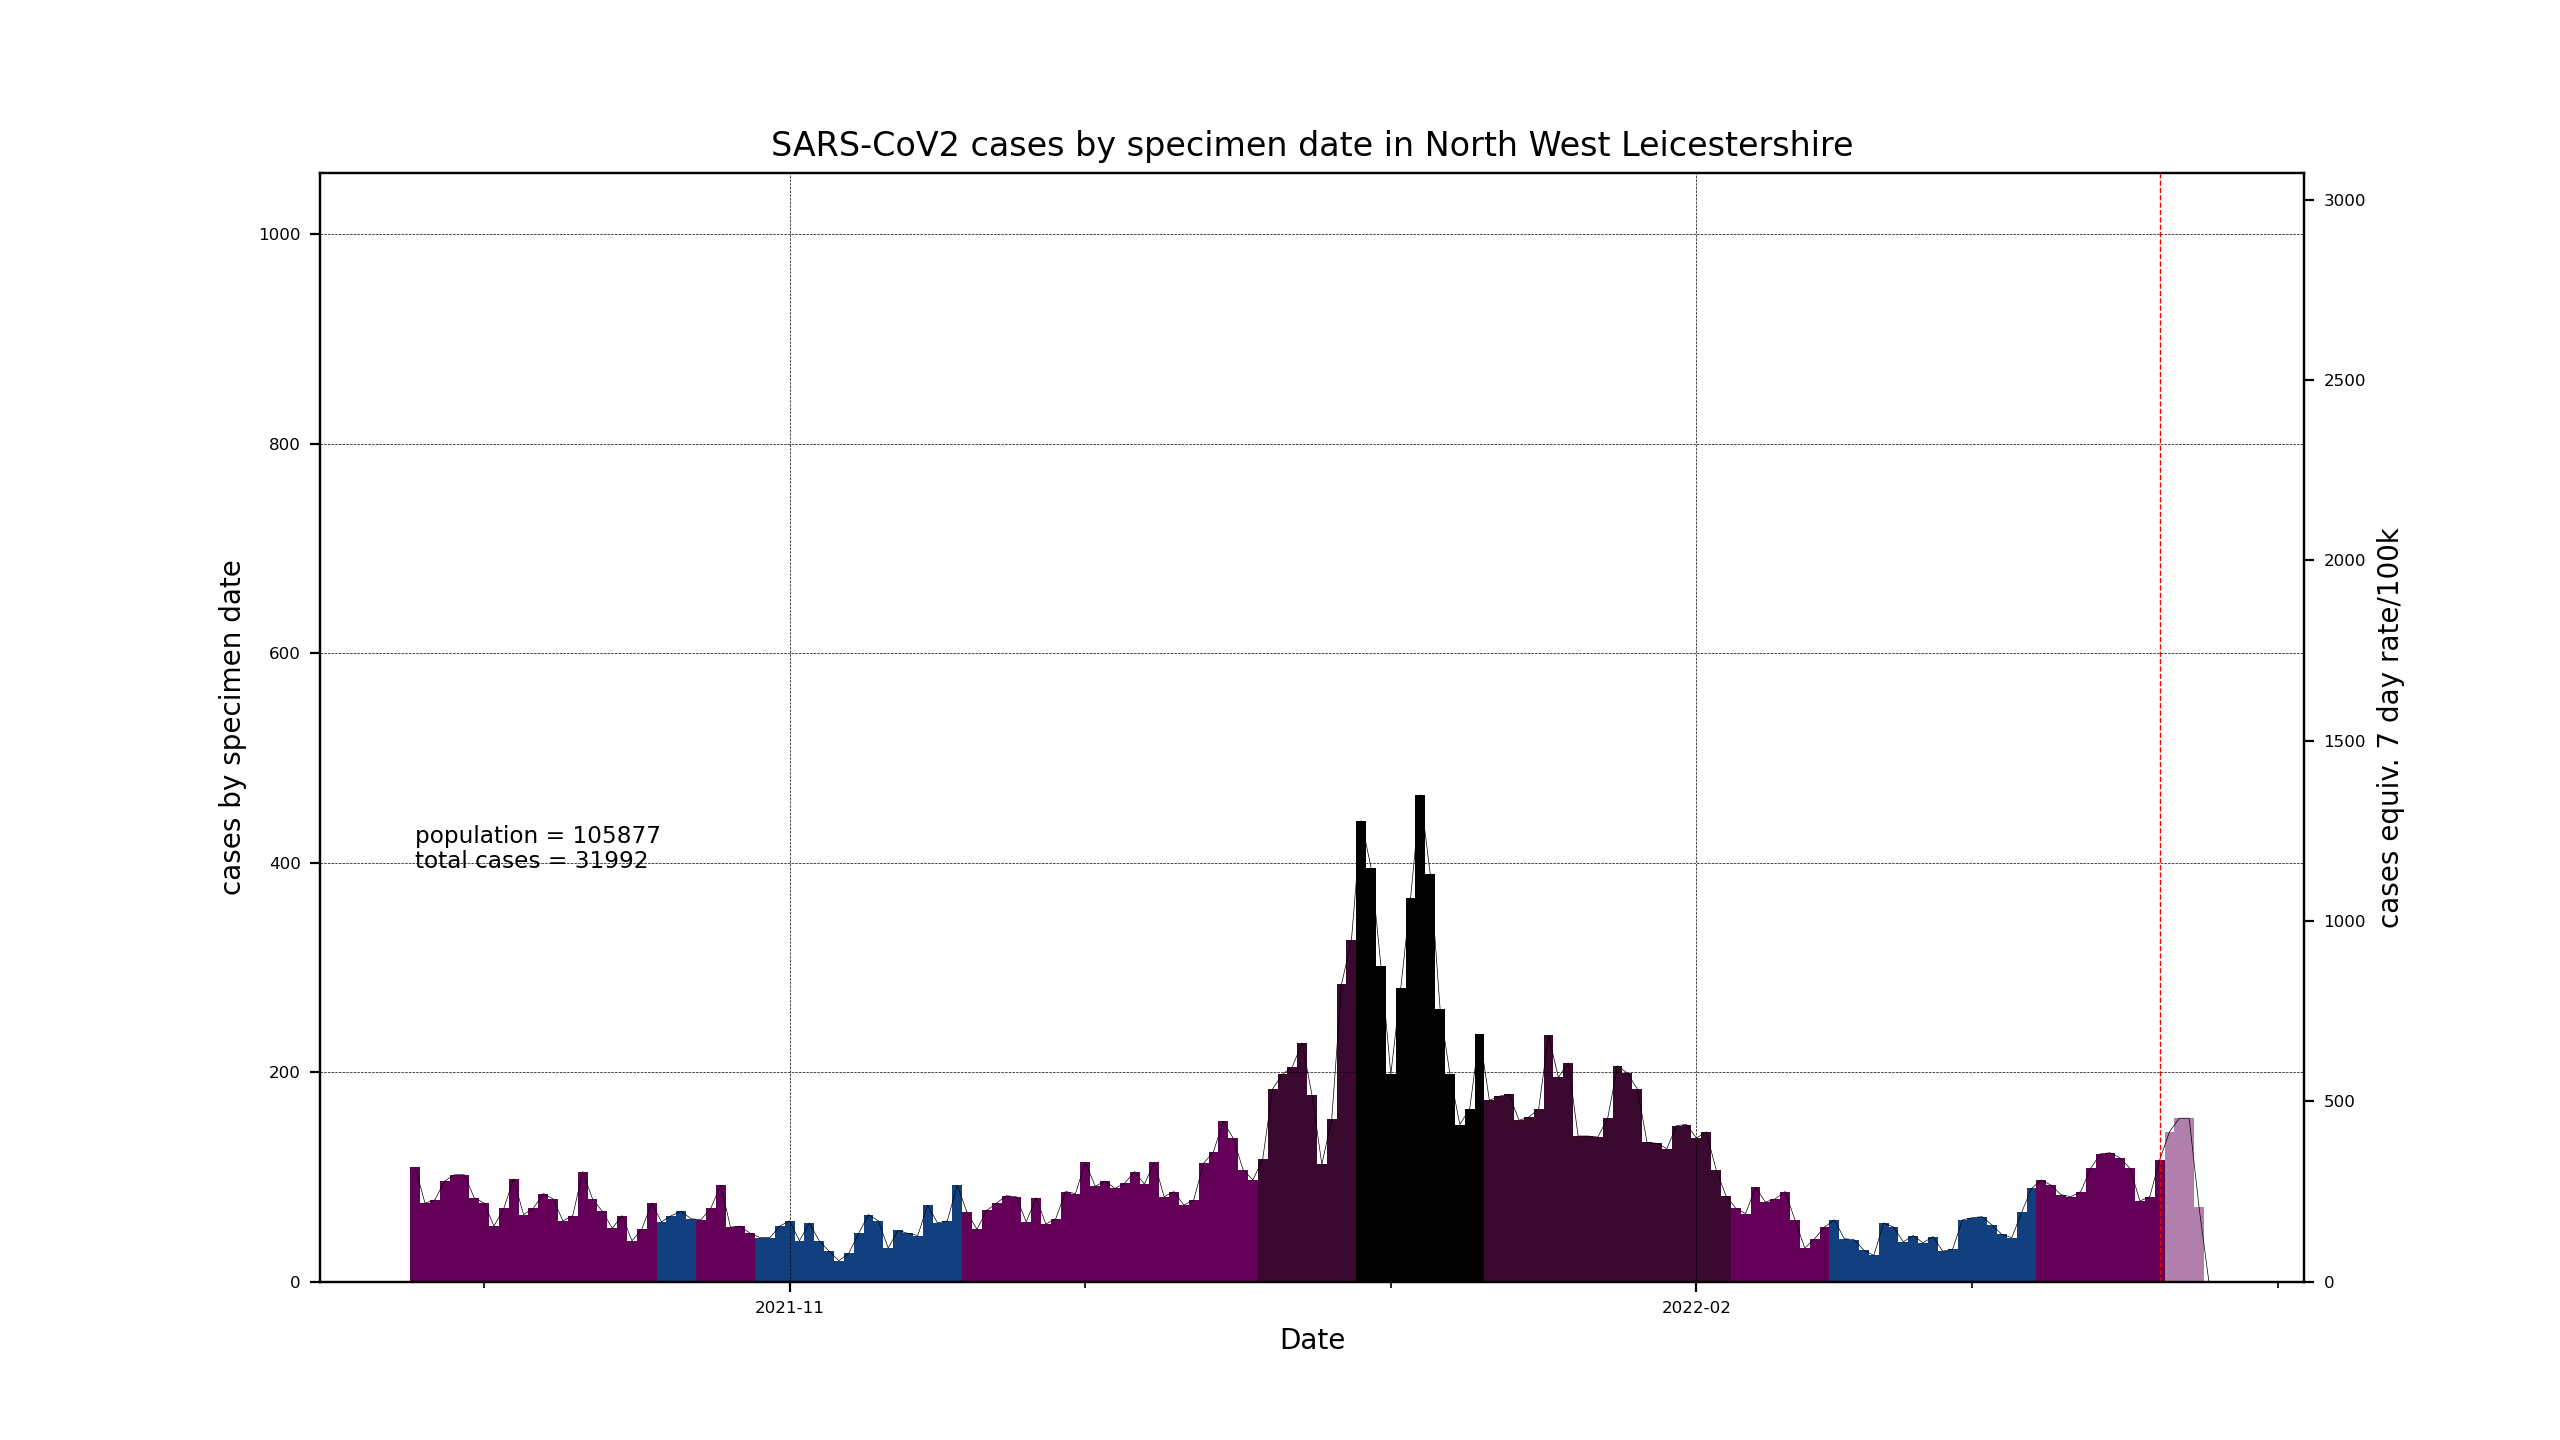 SARS-CoV2 cases by specimen date in North West Leicestershire
cases by specimen date
1000
800
600
400
200
0
population = 105877
total cases = 31992
3000
2500
2000
1500
1000
500
0
cases equiv. 7 day rate/100k
2021-11
2022-02
Date